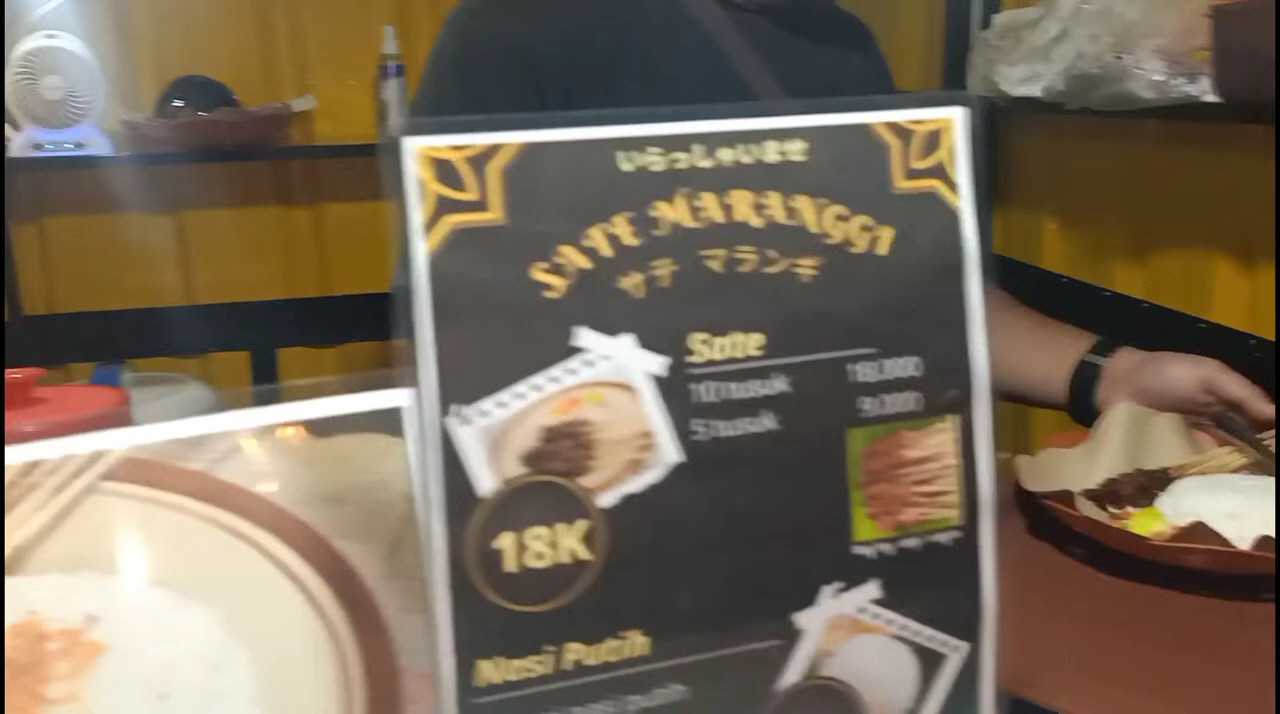 いらっしゃいませ
SATE MARANGGI
サテ マランギ
Sate
10 tusuk 18,000
5 tusuk 9,000
18K
Nasi Putih